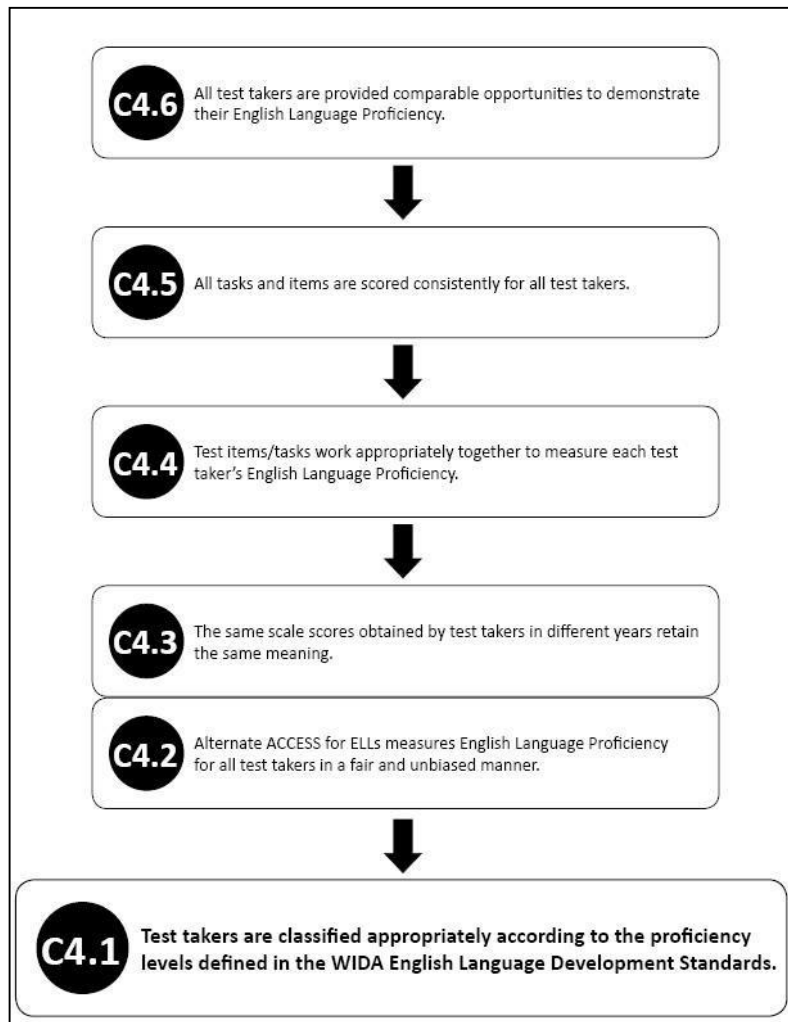 C4.6
All test takers are provided comparable opportunities to demonstrate
their English Language Proficiency.
C4.5
All tasks and items are scored consistently for all test takers.
C4.4
Test items/tasks work appropriately together to measure each test
taker's English Language Proficiency.
C4.3
The same scale scores obtained by test takers in different years retain
the same meaning.
C4.2
Alternate ACCESS for ELLs measures English Language Proficiency
for all test takers in a fair and unbiased manner.
C4.1
Test takers are classified appropriately according to the proficiency
levels defined in the WIDA English Language Development Standards.